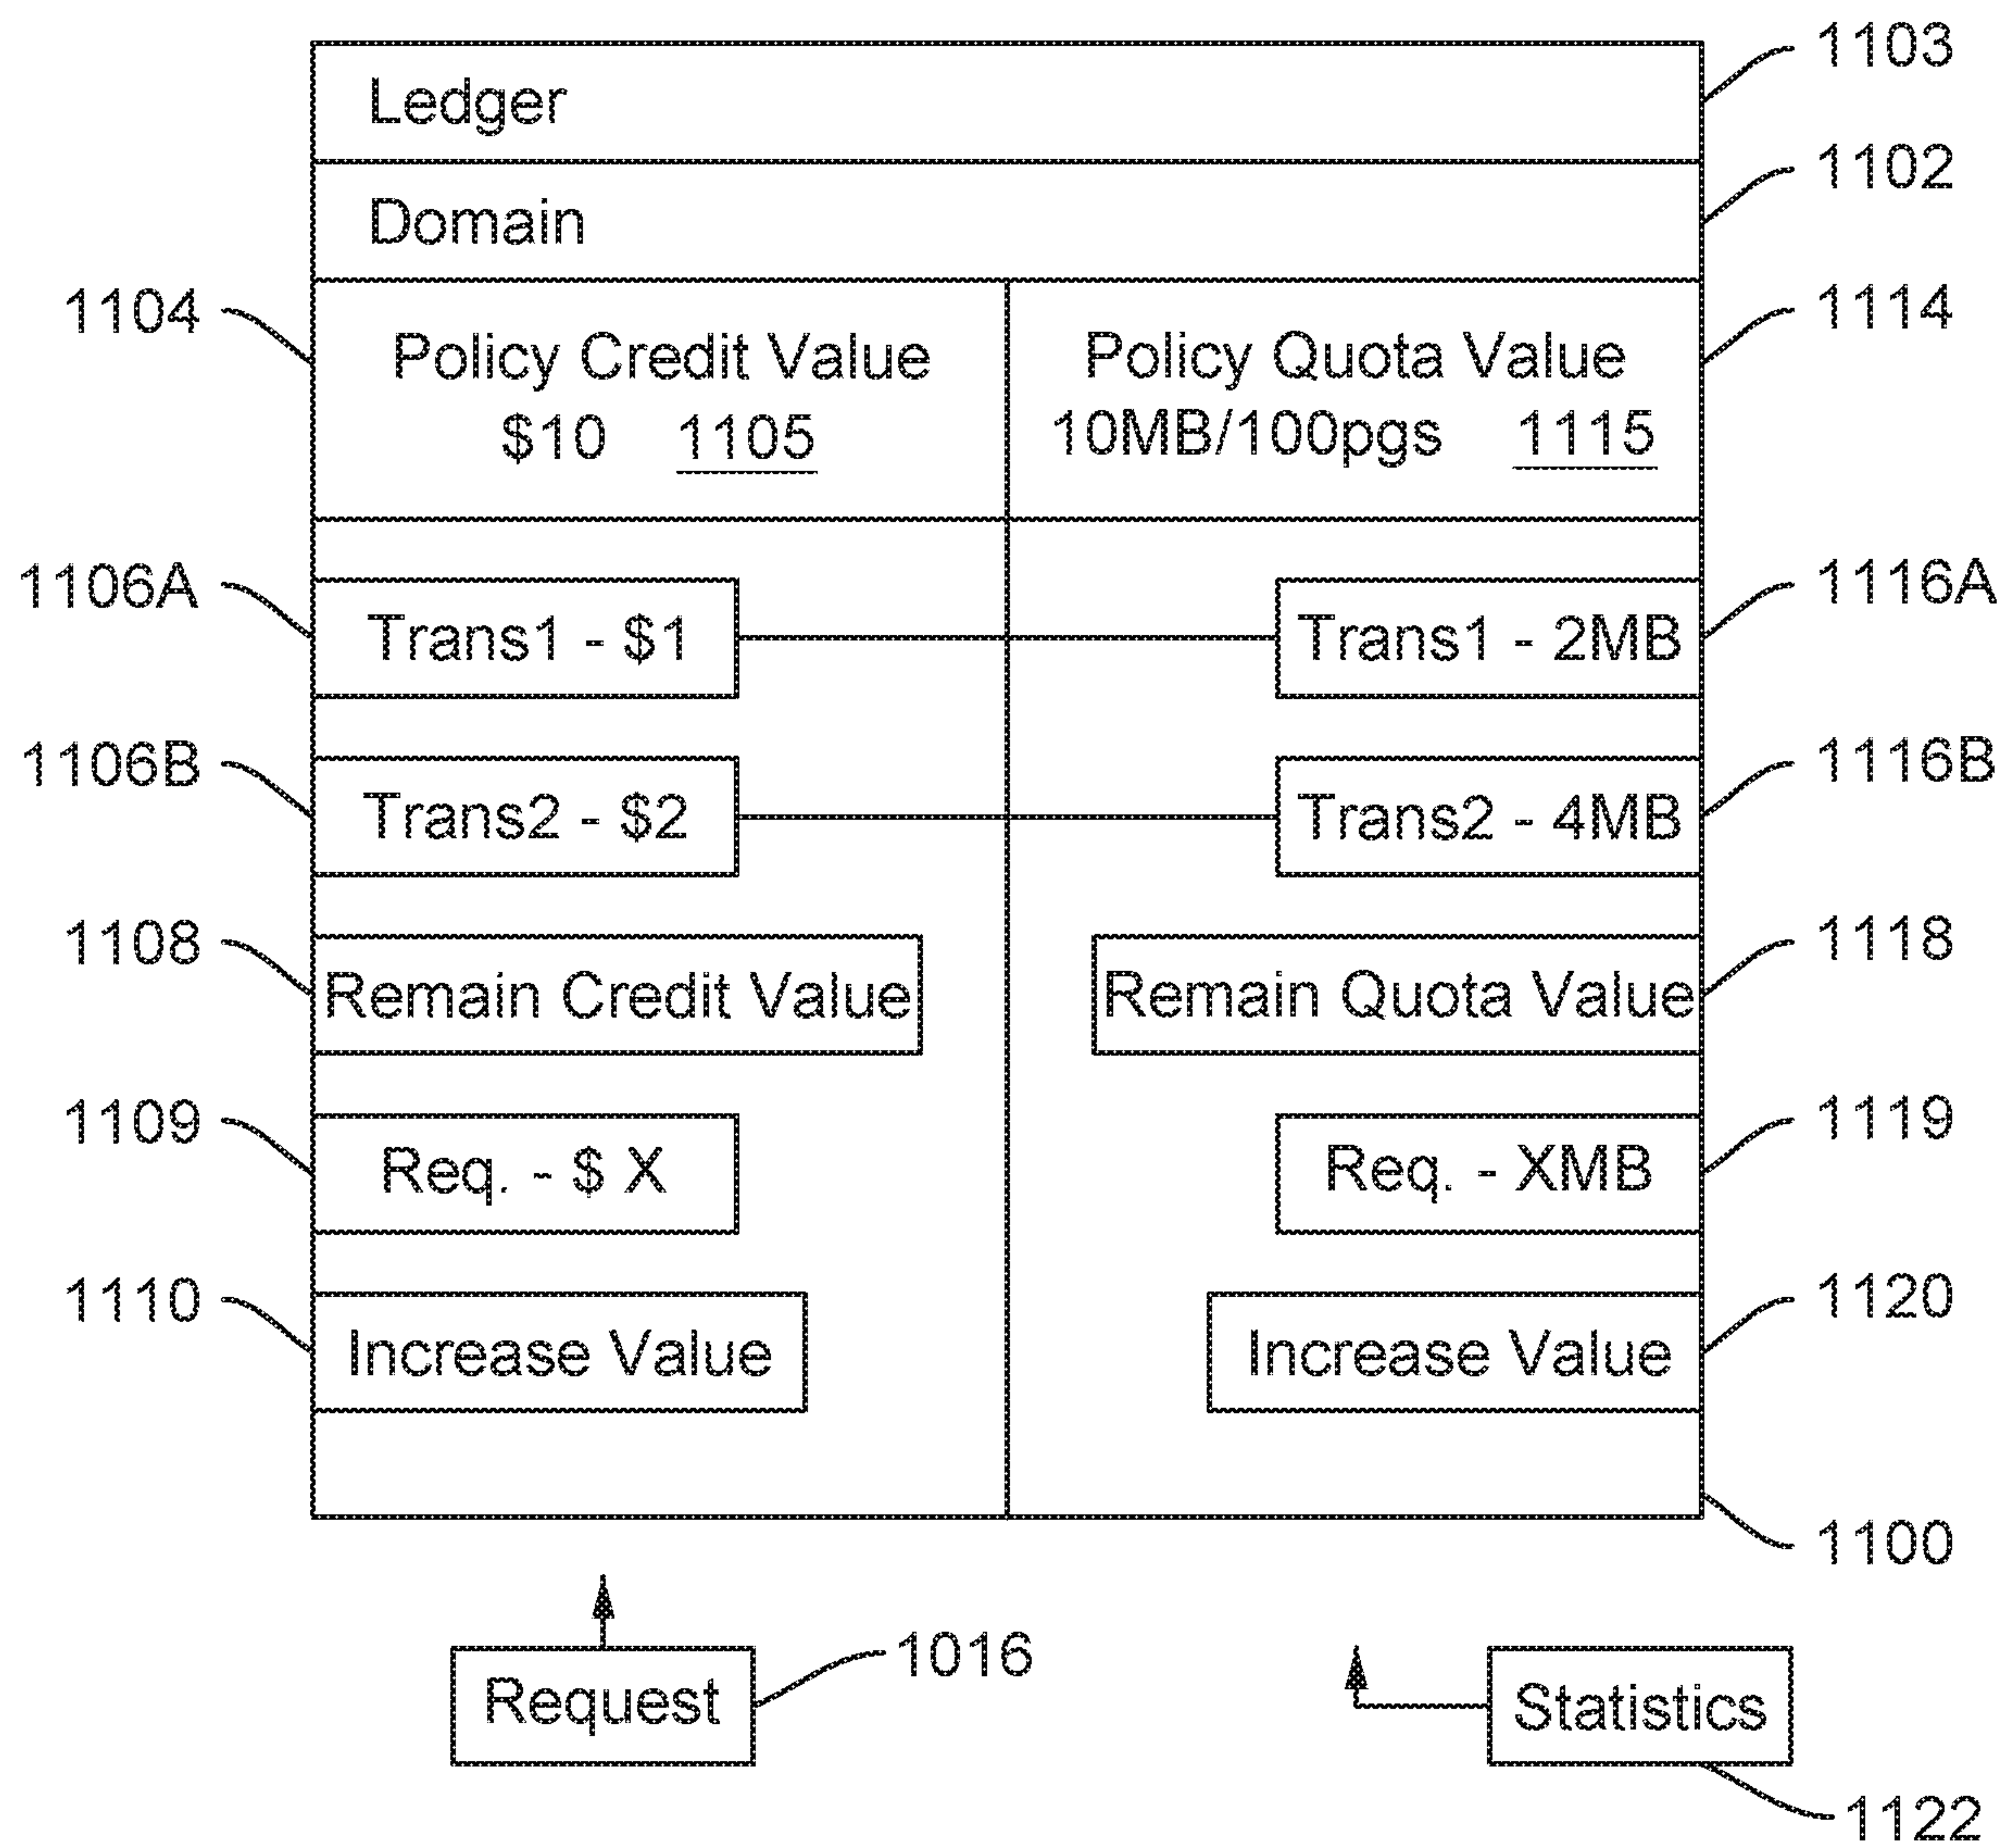 Ledger
1103
Domain
1102
1104
Policy Credit Value
$10 1105
Policy Quota Value
10MB/100pgs 1115
1114
1106A
Trans1 - $1
Trans1 - 2MB
1116A
1106B
Trans2 - $2
Trans2 - 4MB
1116B
1108
Remain Credit Value
Remain Quota Value
1118
1109
Req. - $ X
Req. - XMB
1119
1110
Increase Value
Increase Value
1120
1100
Request
1016
Statistics
1122